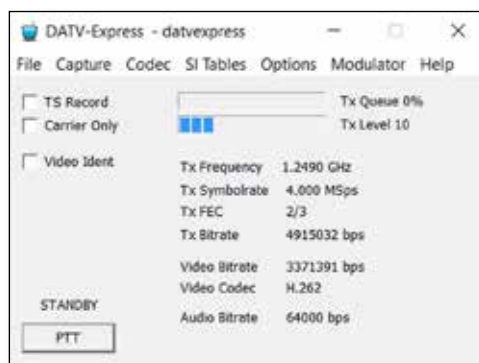 DATV-Express - datvexpress
File Capture Codec SI Tables Options Modulator Help
TS Record Tx Queue 0%
Carrier Only Tx Level 10
Video Ident Tx Frequency 1.2490 GHz
Tx Symbolrate 4.000 MSps
Tx FEC 2/3
Tx Bitrate 4915032 bps
Video Bitrate 3371391 bps
Video Codec H.262
STANDBY
Audio Bitrate 64000 bps
PTT